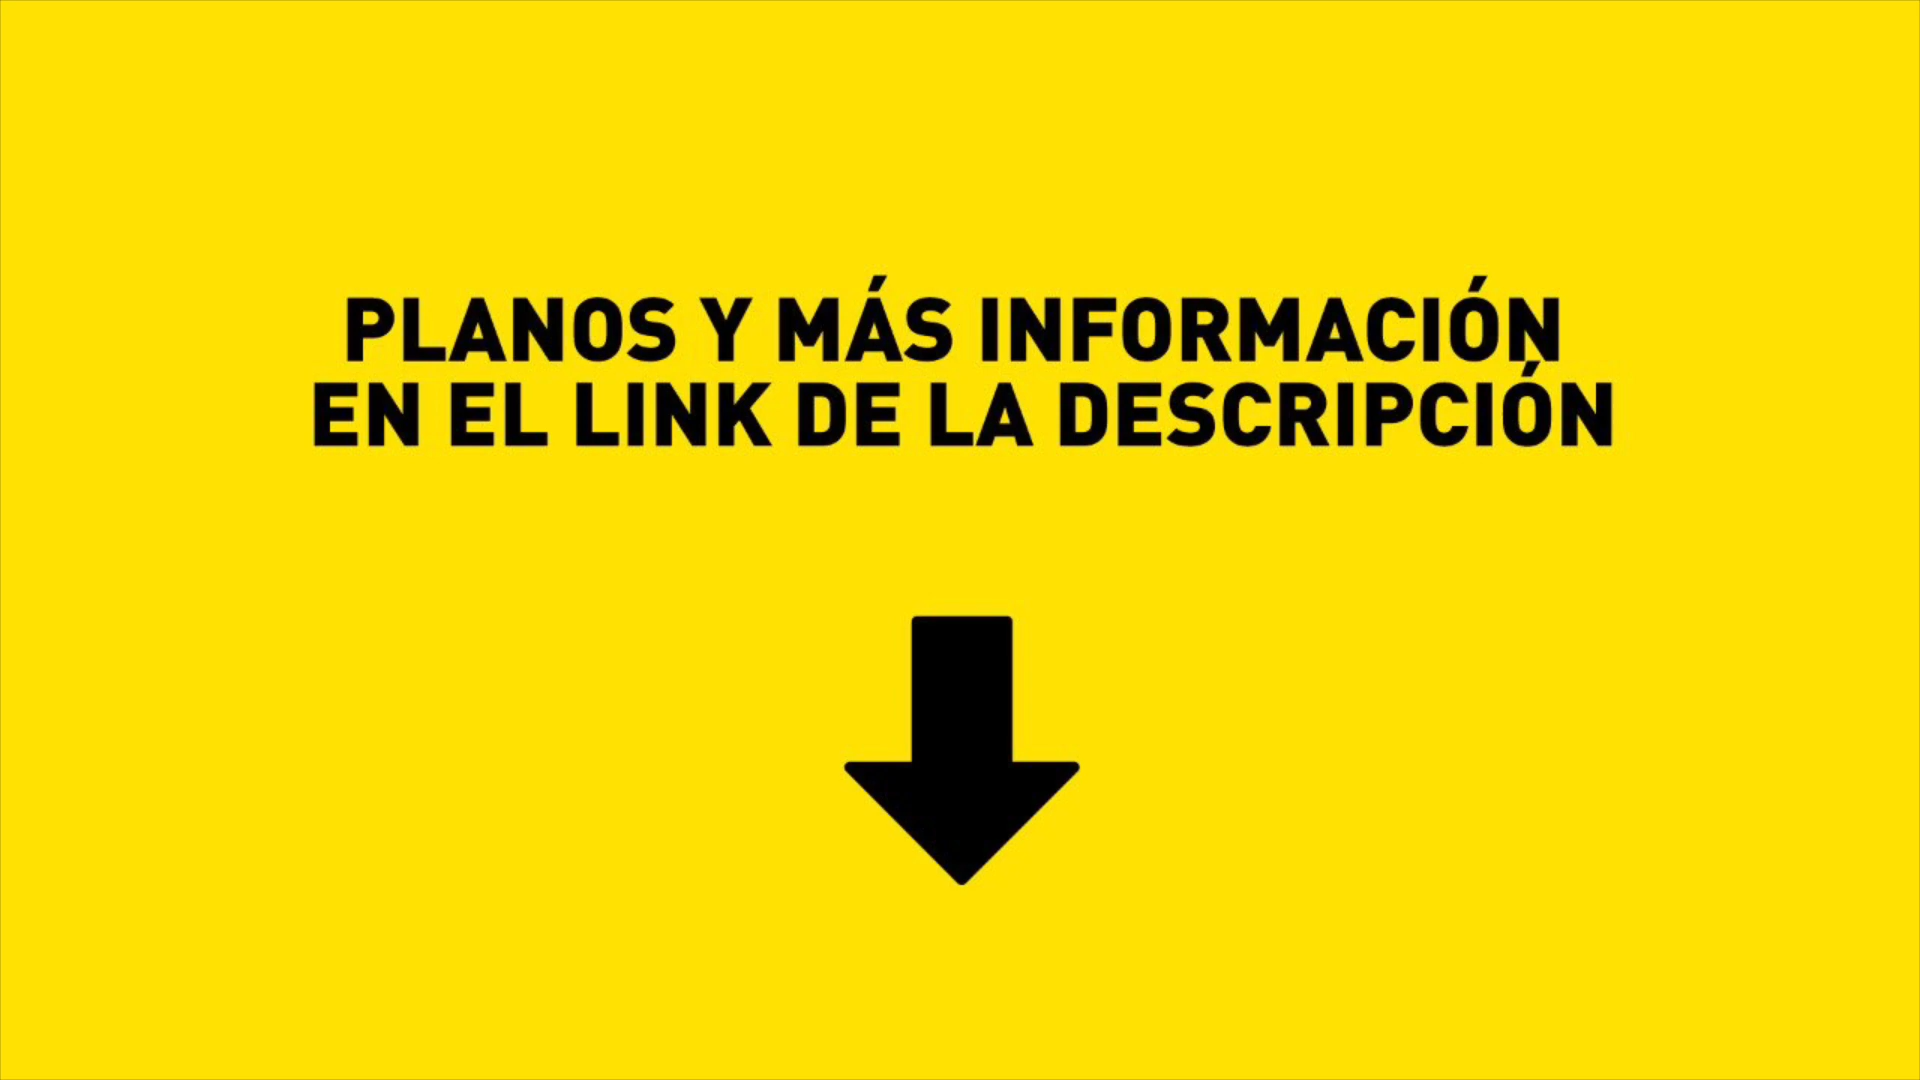 PLANOS Y MÁS INFORMACIÓN
EN EL LINK DE LA DESCRIPCIÓN